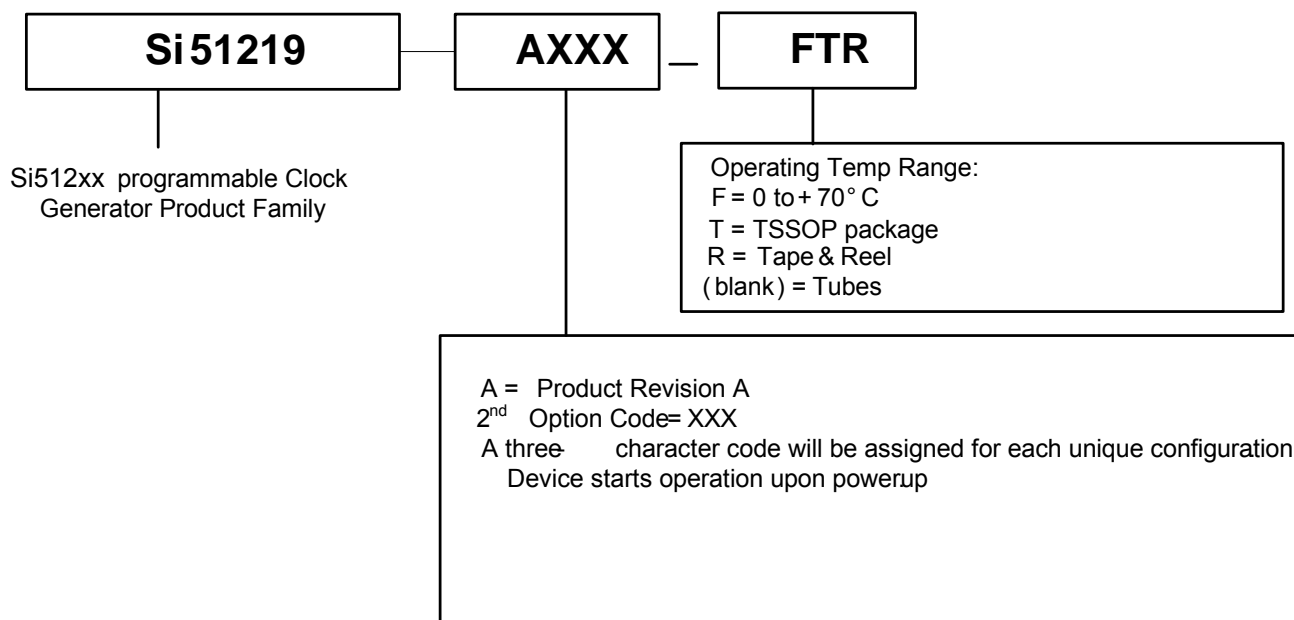 Si51219 AXXX _ FTR
Si512xx programmable Clock
Generator Product Family
Operating Temp Range:
F = 0 to + 70° C
T = TSSOP package
R = Tape & Reel
(blank) = Tubes
A = Product Revision A
2nd Option Code= XXX
A three- character code will be assigned for each unique configuration
Device starts operation upon power.up